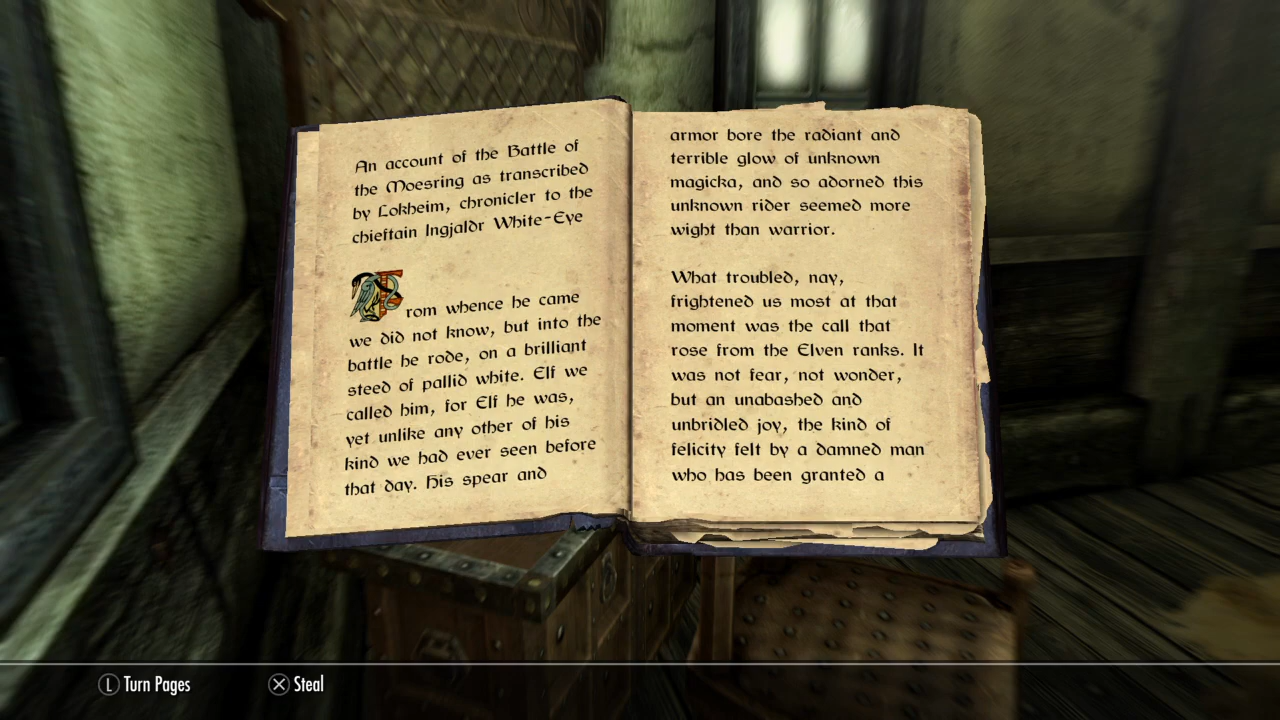 An account of the Battle of
the Moesring as transcribed
by Lokheim, chronicler to the
chieftain Ingjaldr White-Eye
From whence he came
we did not know, but into the
battle he rode, on a brilliant
steed of pallid white. Elf we
called him, for Elf he was,
yet unlike any other of his
kind we had ever seen before
that day. His spear and
armor bore the radiant and
terrible glow of unknown
magicka, and so adorned this
unknown rider seemed more
wight than warrior.
What troubled, nay,
frightened us most at that
moment was the call that
rose from the Elven ranks. It
was not fear, not wonder,
but an unabashed and
unbridled joy, the kind of
felicity felt by a damned man
who has been granted a
L Turn Pages
X Steal